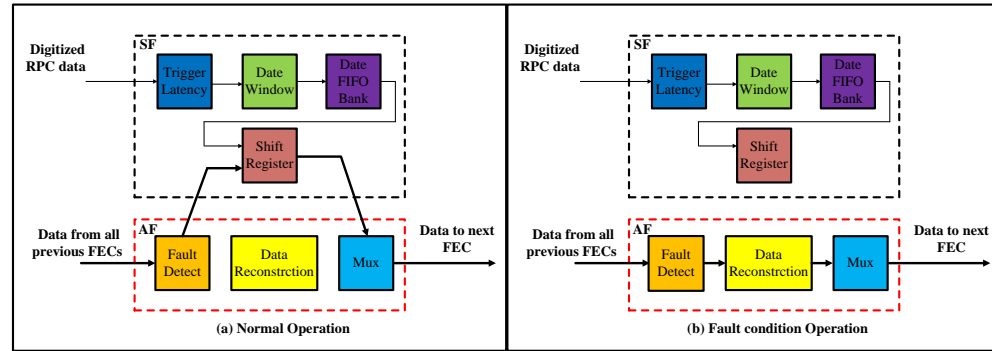 SF
Digitized
RPC data
Trigger
Latency
Date
Window
Date
FIFO
Bank
Shift
Register
AF
Data from all
previous FECs
Fault
Detect
Data
Reconstrction
Mux
Data to next
FEC
(a) Normal Operation
SF
Digitized
RPC data
Trigger
Latency
Date
Window
Date
FIFO
Bank
Shift
Register
AF
Data from all
previous FECs
Fault
Detect
Data
Reconstrction
Mux
Data to next
FEC
(b) Fault condition Operation